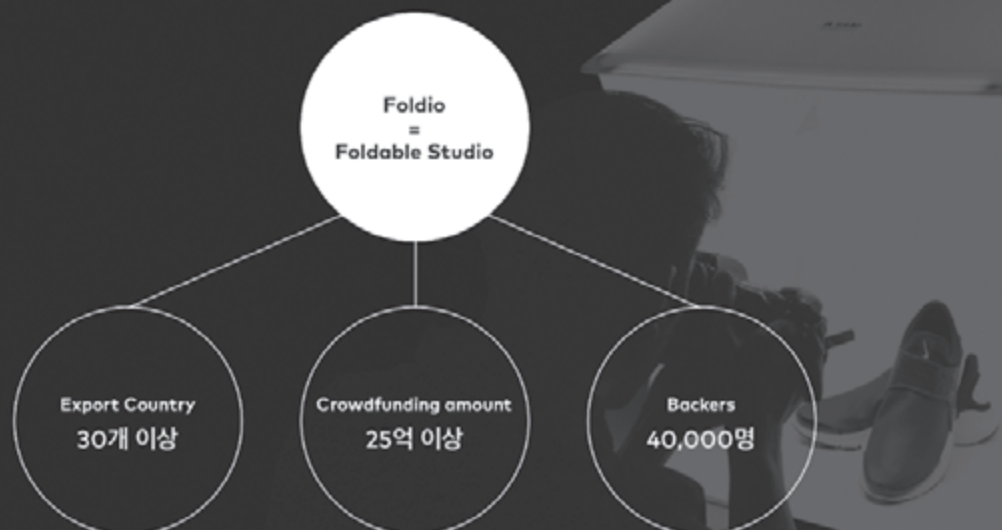 Foldio
=
Foldable Studio
Export Country
30개 이상
Crowdfunding amount
25억 이상
Backers
40,000명